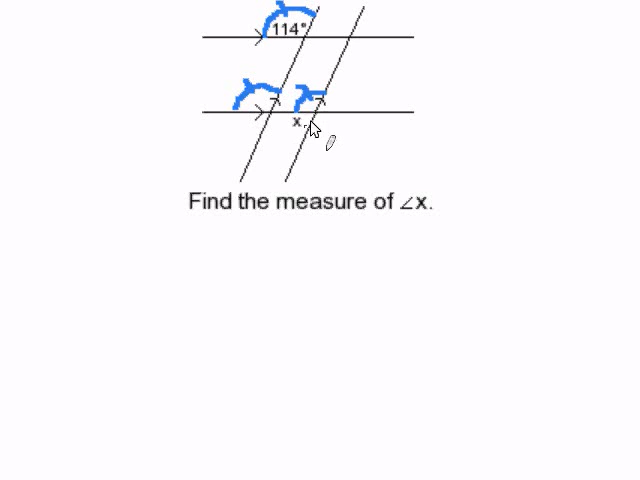 114°
x
Find the measure of ∠x.